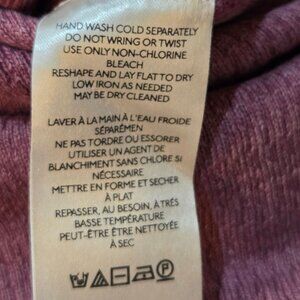 HAND WASH COLD SEPARATELY
DO NOT WRING OR TWIST
USE ONLY NON-CHLORINE
BLEACH
RESHAPE AND LAY FLAT TO DRY
LOW IRON AS NEEDED
MAY BE DRY CLEANED
LAVER À LA MAIN À L'EAU FROIDE
SÉPARÉMEN
NE PAS TORDRE OU ESSORER
UTILISER UN AGENT DE
BLANCHIMENT SANS CHLORE SI
NÉCESSAIRE
METTRE EN FORME ET SECHER
À PLAT
REPASSER, AU BESOIN, À TRÈS
BASSE TEMPÉRATURE
PEUT-ÊTRE ÊTRE NETTOYÉE
À SEC